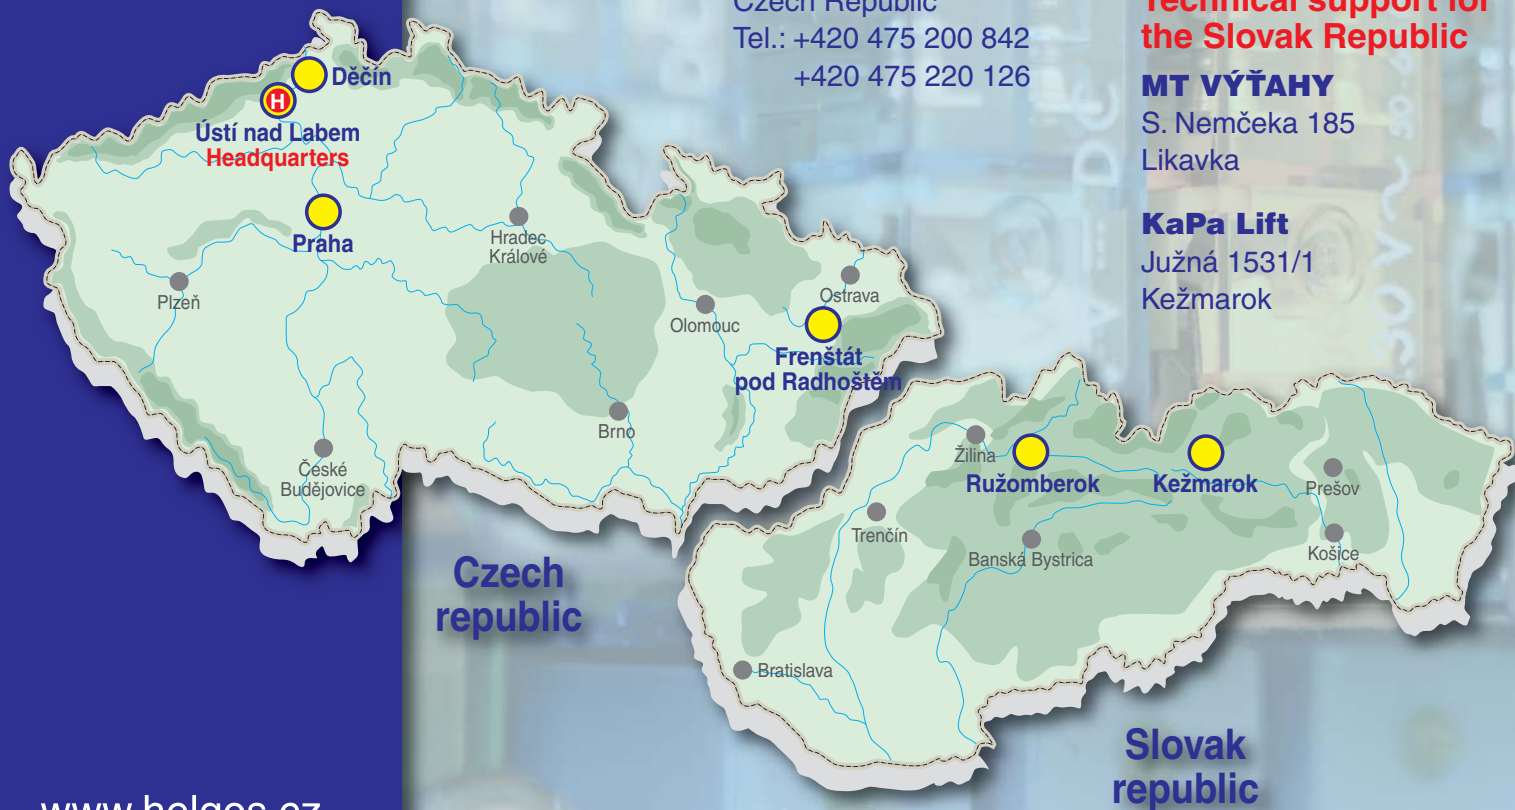 Czech Republic
Tel.: +420 475 200 842
+420 475 220 126
Technical support for
the Slovak Republic
MT VÝŤAHY
S. Nemčeka 185
Likavka
KaPa Lift
Južná 1531/1
Kežmarok
Děčín
H
Ústí nad Labem
Headquarters
Praha
Hradec
Králové
Plzeň
Ostrava
Olomouc
Frenštát
pod Radhoštěm
Brno
České
Budějovice
Žilina
Ružomberok
Kežmarok
Prešov
Trenčín
Banská Bystrica
Košice
Bratislava
Czech
republic
Slovak
republic
www.holgos.cz